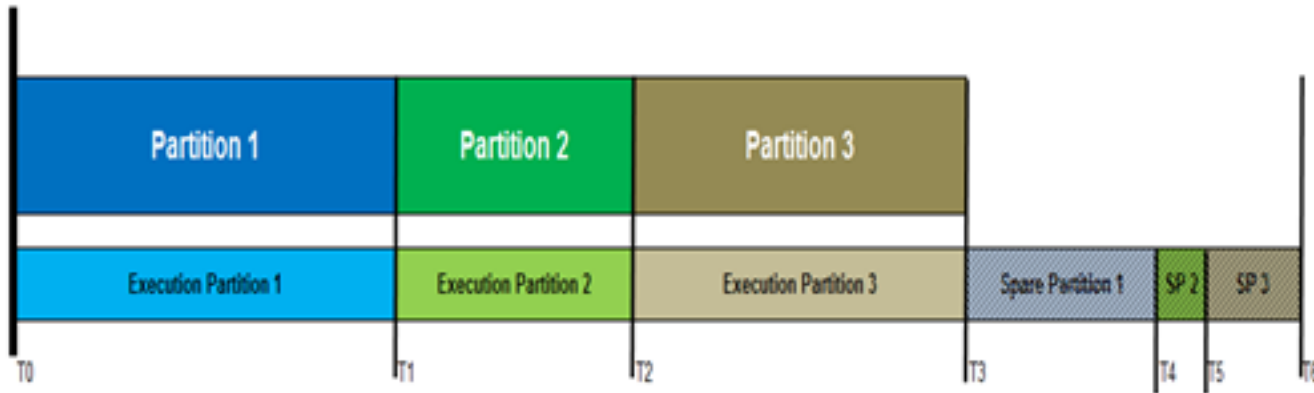 Partition 1
Partition 2
Partition 3
Execution Partition 1
Execution Partition 2
Execution Partition 3
Spare Partition 1
SP 2
SP 3
T0
T1
T2
T3
T4
T5
T6